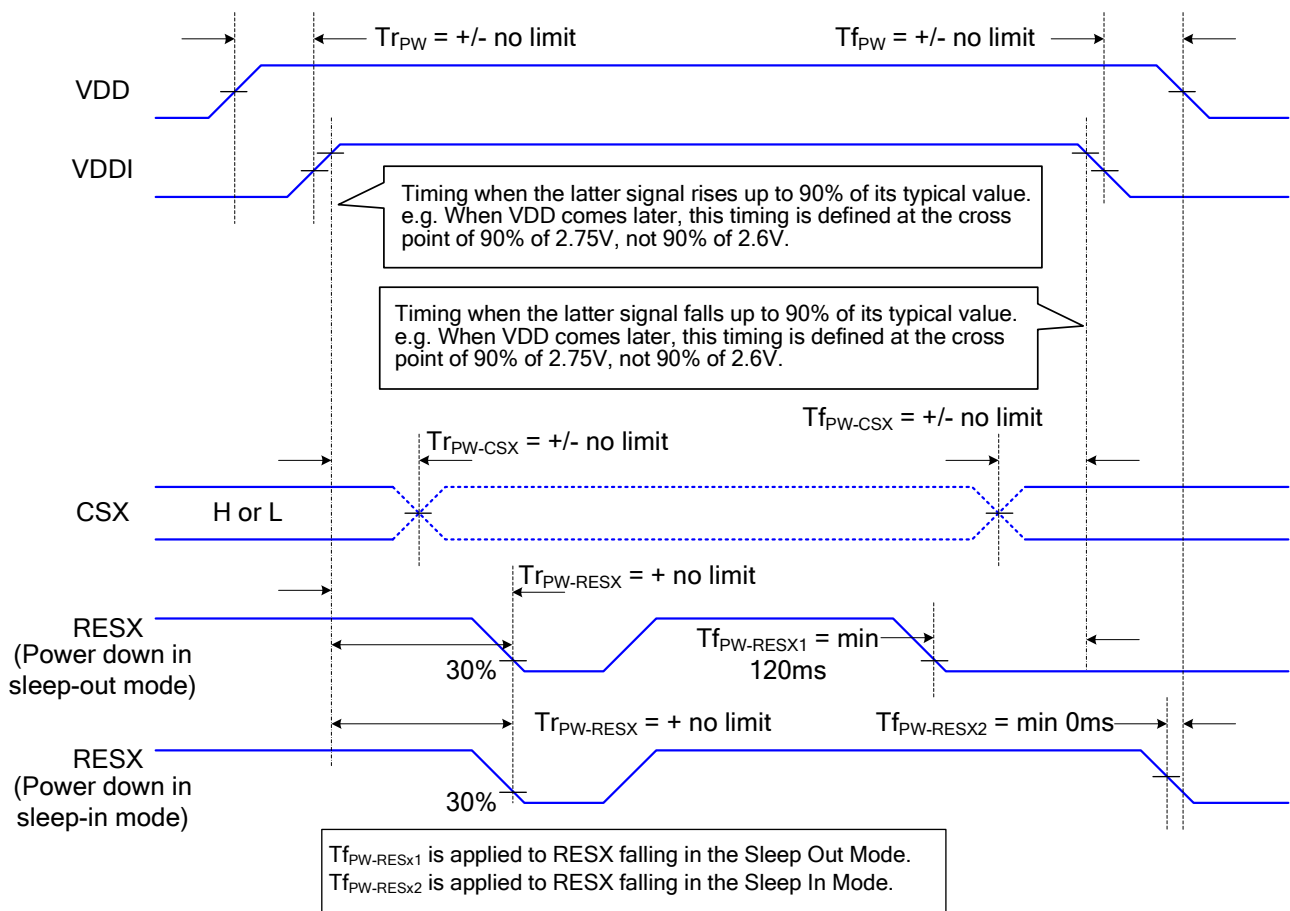 TrPW = +/- no limit
TfPW = +/- no limit
VDD
VDDI
Timing when the latter signal rises up to 90% of its typical value.
e.g. When VDD comes later, this timing is defined at the cross
point of 90% of 2.75V, not 90% of 2.6V.
Timing when the latter signal falls up to 90% of its typical value.
e.g. When VDD comes later, this timing is defined at the cross
point of 90% of 2.75V, not 90% of 2.6V.
TfPW-CSX = +/- no limit
TrPW-CSX = +/- no limit
CSX
H or L
TrPW-RESX = + no limit
RESX
(Power down in
sleep-out mode)
30%
TfPW-RESX1 = min
120ms
TrPW-RESX = + no limit
TfPW-RESX2 = min 0ms
RESX
(Power down in
sleep-in mode)
30%
TfPW-RESx1 is applied to RESX falling in the Sleep Out Mode.
TfPW-RESx2 is applied to RESX falling in the Sleep In Mode.